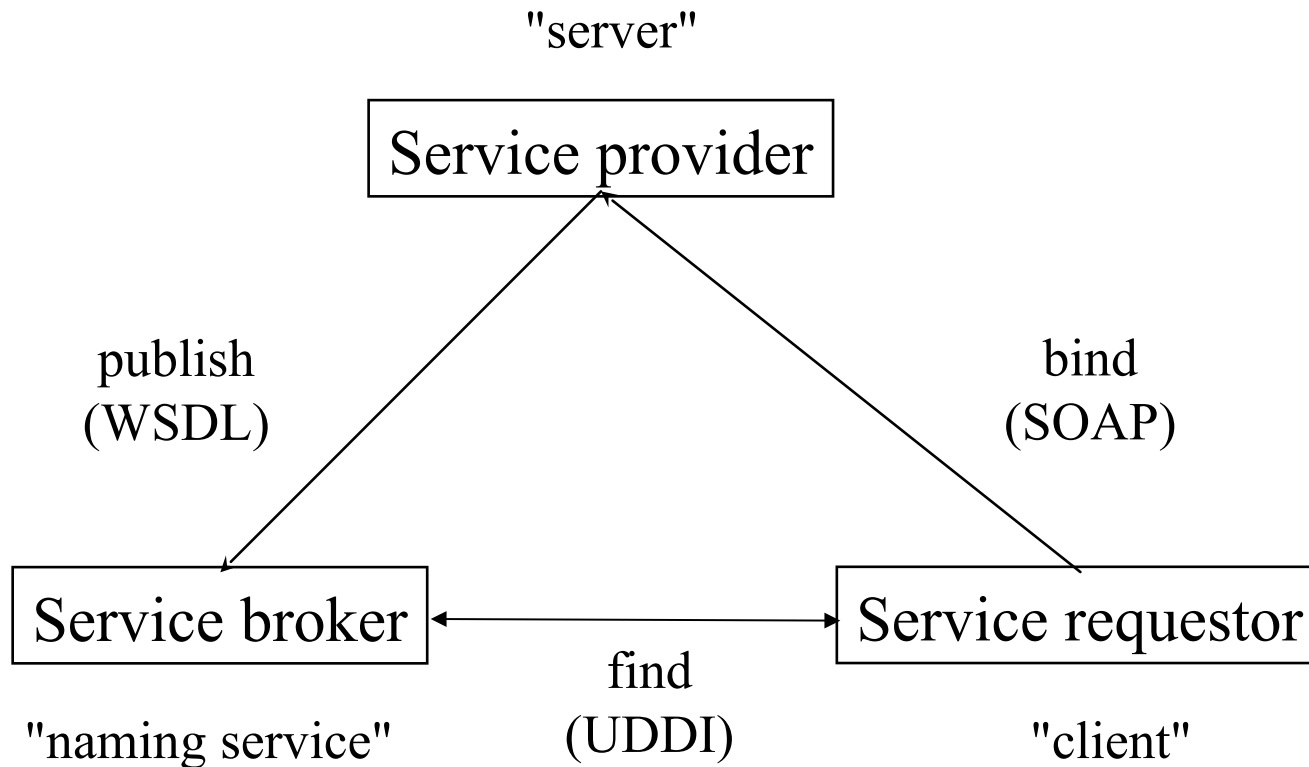 "server"
Service provider
publish
(WSDL)
bind
(SOAP)
Service broker
Service requestor
find
(UDDI)
"naming service"
"client"